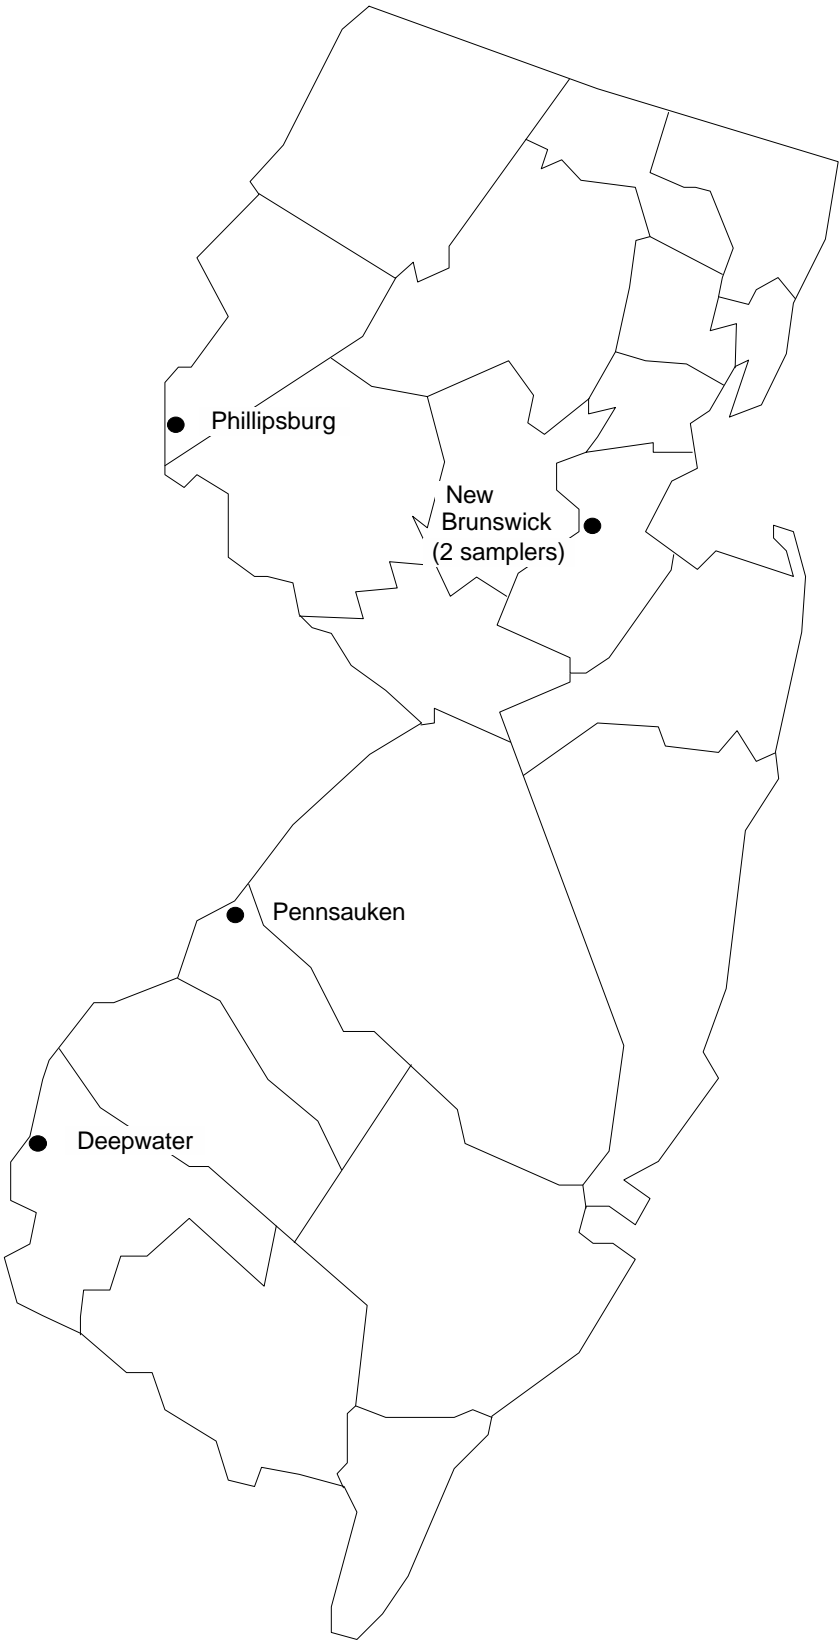 Phillipsburg
New
Brunswick
(2 samplers)
Pennsauken
Deepwater